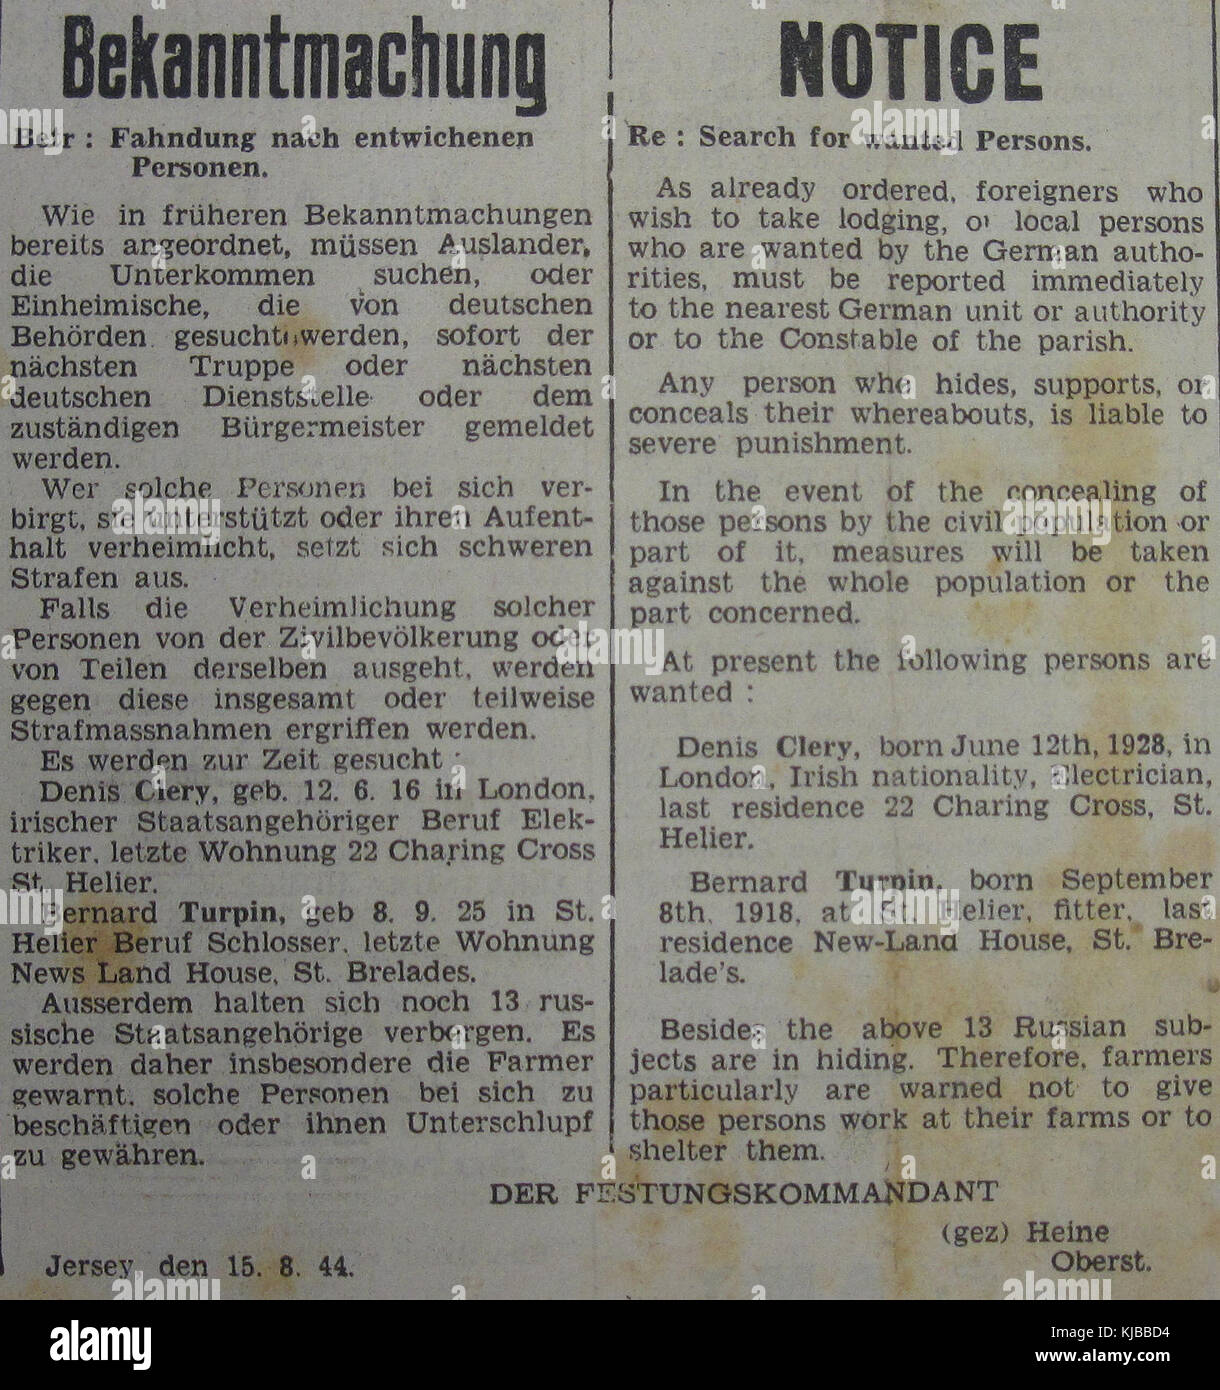 Bekanntmachung
Betr : Fahndung nach entwichenen
Personen.
Wie in früheren Bekanntmachungen
bereits angeordnet, müssen Auslander,
die Unterkommen suchen, oder
Einheimische, die von deutschen
Behörden gesucht werden, sofort der
nächsten Truppe oder nächsten
deutschen Dienststelle oder dem
zuständigen Bürgermeister gemeldet
werden.
Wer solche Personen bei sich ver-
birgt, sie unterstützt oder ihren Aufent-
halt verheimlicht, setzt sich schweren
Strafen aus.
Falls die Verheimlichung solcher
Personen von der Zivilbevölkerung oder
von Teilen derselben ausgeht, werden
gegen diese insgesamt oder teilweise
Strafmassnahmen ergriffen werden.
Es werden zur Zeit gesucht :
Denis Clery, geb. 12. 6. 16 in London,
irischer Staatsangehöriger Beruf Elek-
triker, letzte Wohnung 22 Charing Cross
St. Helier.
Bernard Turpin, geb 8. 9. 25 in St.
Helier Beruf Schlosser, letzte Wohnung
News Land House, St. Brelades.
Ausserdem halten sich noch 13 rus-
sische Staatsangehörige verborgen. Es
werden daher insbesondere die Farmer
gewarnt, solche Personen bei sich zu
beschäftigen oder ihnen Unterschlupf
zu gewähren.
NOTICE
Re : Search for wanted Persons.
As already ordered, foreigners who
wish to take lodging, or local persons
who are wanted by the German autho-
rities, must be reported immediately
to the nearest German unit or authority
or to the Constable of the parish.
Any person who hides, supports, or
conceals their whereabouts, is liable to
severe punishment.
In the event of the concealing of
those persons by the civil population or
part of it, measures will be taken
against the whole population or the
part concerned.
At present the following persons are
wanted :
Denis Clery, born June 12th, 1928, in
London, Irish nationality, Electrician,
last residence 22 Charing Cross, St.
Helier.
Bernard Turpin, born September
8th, 1918, at St. Helier, fitter, last
residence New-Land House, St. Bre-
lade's.
Besides the above 13 Russian sub-
jects are in hiding. Therefore, farmers
particularly are warned not to give
those persons work at their farms or to
shelter them.
DER FESTUNGSKOMMANDANT
(gez) Heine
Oberst.
Jersey den 15. 8. 44.
alamy stock photo
alamy
Image ID: KJBBD4
www.alamy.com